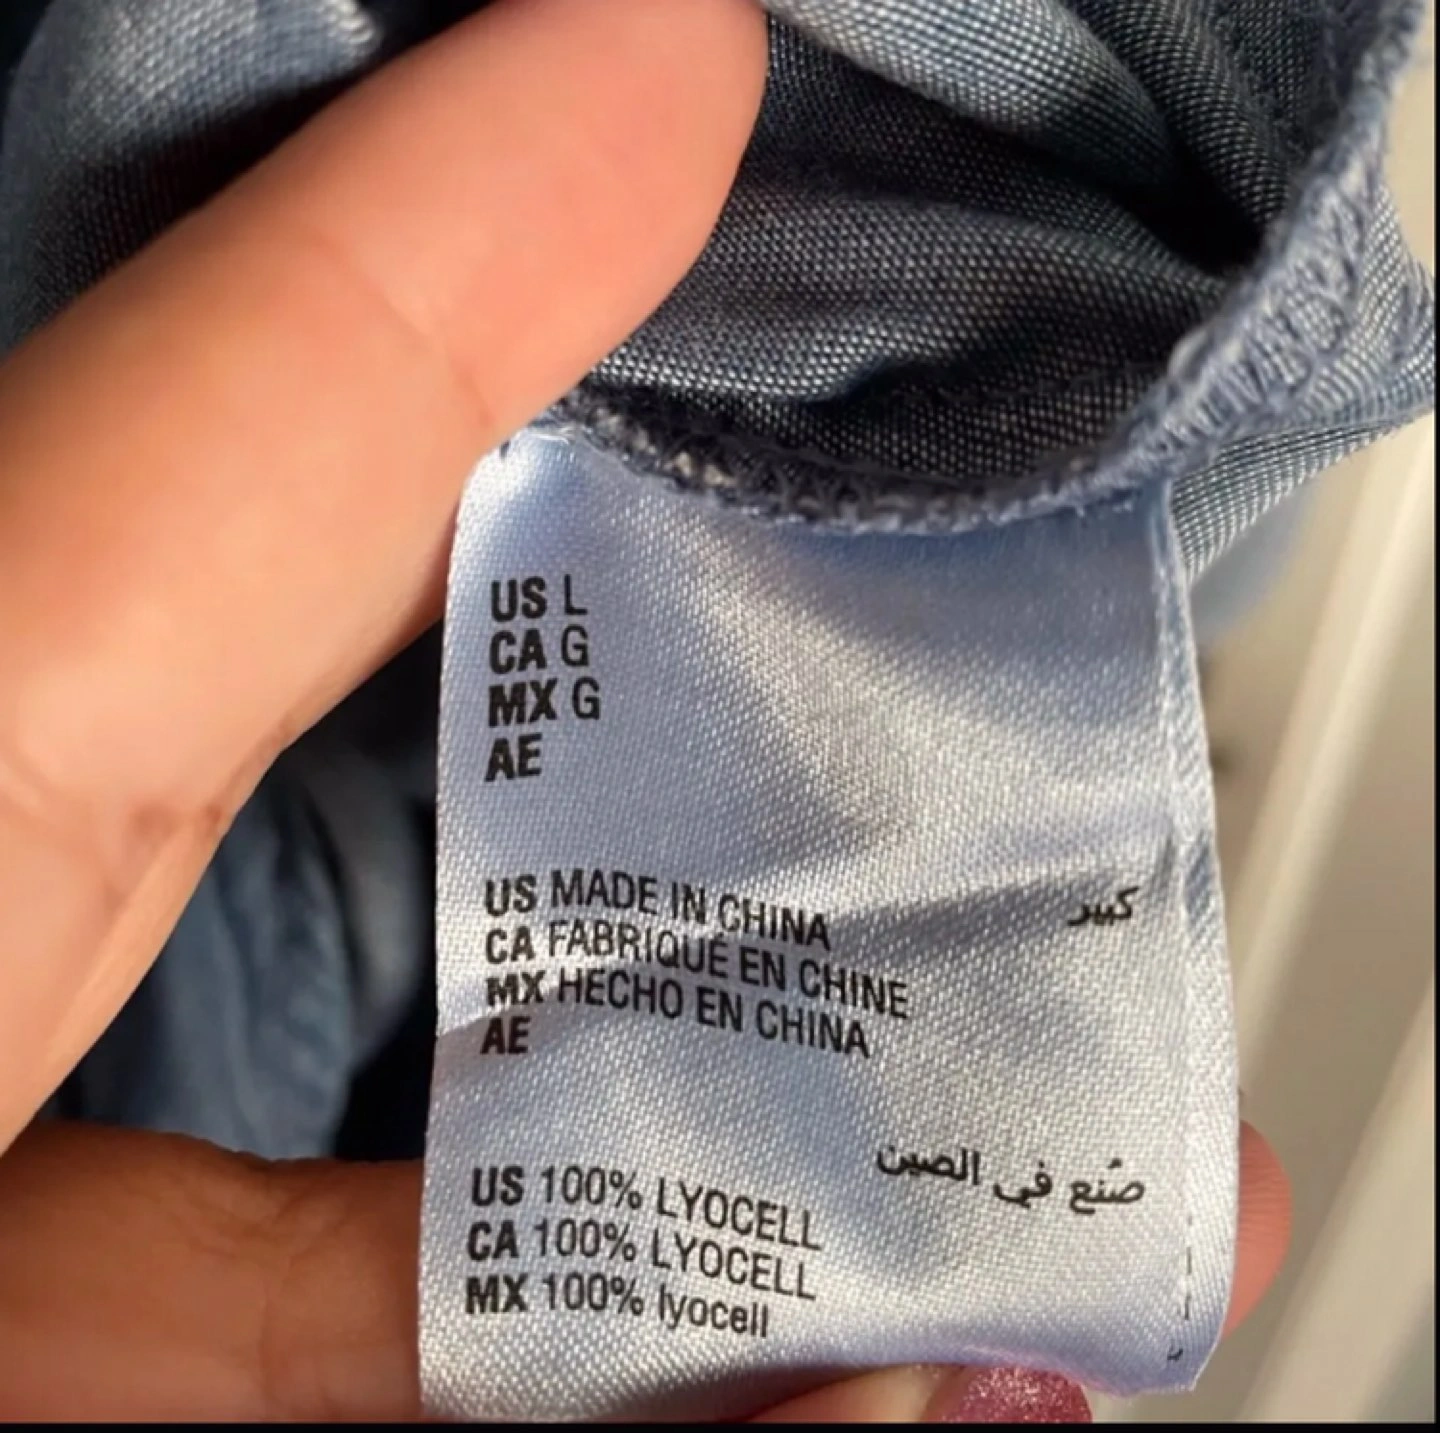 US L
CA G
MX G
AE
كبير
US MADE IN CHINA
CA FABRIQUÉ EN CHINE
MX HECHO EN CHINA
AE
صُنع في الصين
US 100% LYOCELL
CA 100% LYOCELL
MX 100% lyocell